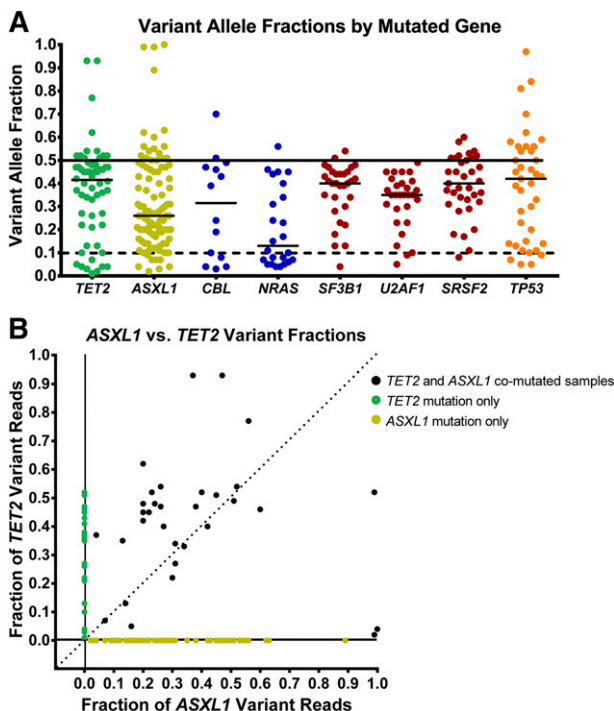 A
Variant Allele Fractions by Mutated Gene
Variant Allele Fraction
1.0
0.9
0.8
0.7
0.6
0.5
0.4
0.3
0.2
0.1
0.0
TET2 ASXL1 CBL NRAS SF3B1 U2AF1 SRSF2 TP53
B
ASXL1 vs. TET2 Variant Fractions
Fraction of TET2 Variant Reads
1.0
0.9
0.8
0.7
0.6
0.5
0.4
0.3
0.2
0.1
0.0
TET2 and ASXL1 co-mutated samples
TET2 mutation only
ASXL1 mutation only
0.0 0.1 0.2 0.3 0.4 0.5 0.6 0.7 0.8 0.9 1.0
Fraction of ASXL1 Variant Reads